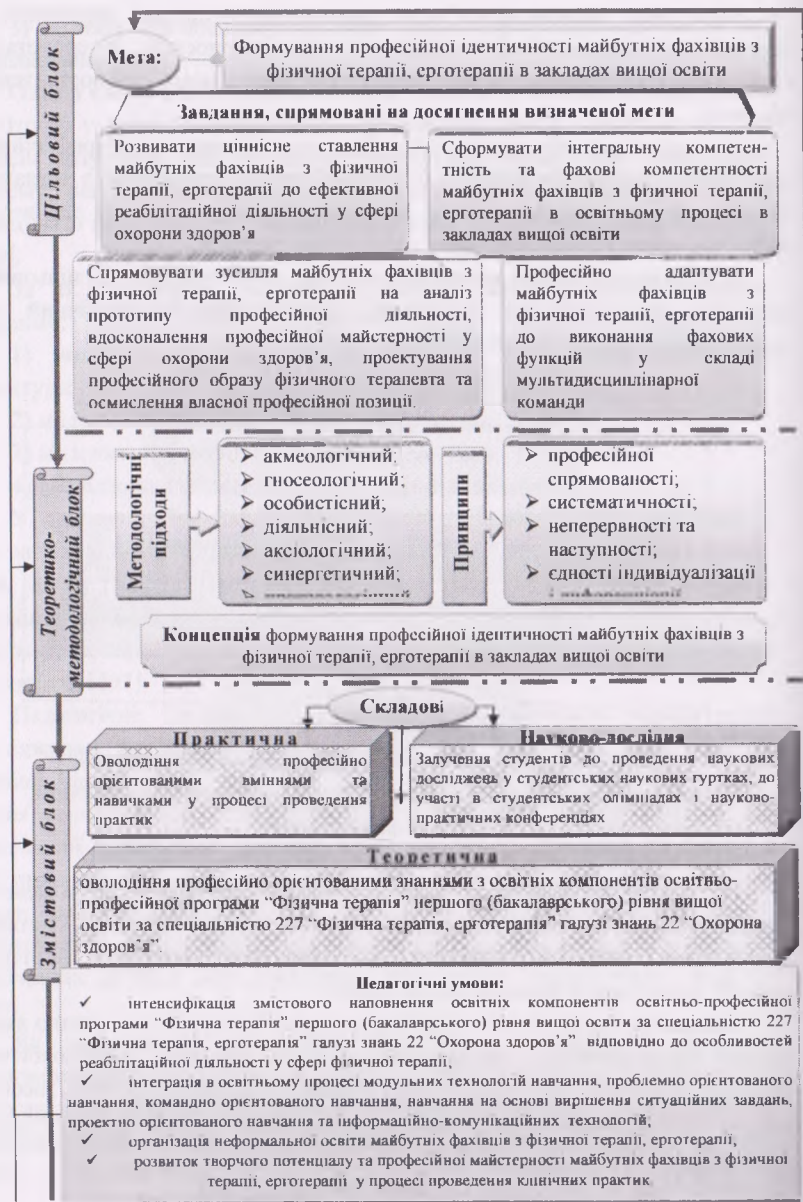 Цільовий блок
Мета:
Формування професійної ідентичності майбутніх фахівців з
фізичної терапії, ерготерапії в закладах вищої освіти
Завдання, спрямовані на досягнення визначеної мети
Розвивати ціннісне ставлення
майбутніх фахівців з фізичної
терапії, ерготерапії до ефективної
реабілітаційної діяльності у сфері
охорони здоров'я
Сформувати інтегральну компетен-
тність та фахові компетентності
майбутніх фахівців з фізичної терапії,
ерготерапії в освітньому процесі в
закладах вищої освіти
Спрямовувати зусилля майбутніх фахівців з
фізичної терапії, ерготерапії на аналіз
прототипу професійної діяльності,
вдосконалення професійної майстерності у
сфері охорони здоров'я, проектування
професійного образу фізичного терапевта та
осмислення власної професійної позиції.
Професійно адаптувати
майбутніх фахівців з
фізичної терапії, ерготерапії
до виконання фахових
функцій у складі
мультидисциплінарної
команди
Теоретико-
методологічний блок
Методологічні
підходи
➢ акмеологічний;
➢ гносеологічний;
➢ особистісний;
➢ діяльнісний;
➢ аксіологічний;
➢ синергетичний;
Принципи
➢ професійної
спрямованості;
➢ систематичності;
➢ неперервності та
наступності;
➢ єдності індивідуалізації
Концепція формування професійної ідентичності майбутніх фахівців з
фізичної терапії, ерготерапії в закладах вищої освіти
Змістовий блок
Складові
Практична
Оволодіння професійно
орієнтованими вміннями та
навичками у процесі проведення
практик
Науково-дослідна
Залучення студентів до проведення наукових
досліджень у студентських наукових гуртках, до
участі в студентських олімпіадах і науково-
практичних конференціях
Теоретична
оволодіння професійно орієнтованими знаннями з освітніх компонентів освітньо-
професійної програми “Фізична терапія” першого (бакалаврського) рівня вищої
освіти за спеціальністю 227 “Фізична терапія, ерготерапія” галузі знань 22 “Охорона
здоров'я”.
Педагогічні умови:
✓ інтенсифікація змістового наповнення освітніх компонентів освітньо-професійної
програми “Фізична терапія” першого (бакалаврського) рівня вищої освіти за спеціальністю 227
“Фізична терапія, ерготерапія” галузі знань 22 “Охорона здоров'я” відповідно до особливостей
реабілітаційної діяльності у сфері фізичної терапії,
✓ інтеграція в освітньому процесі модульних технологій навчання, проблемно орієнтованого
навчання, командно орієнтованого навчання, навчання на основі вирішення ситуаційних завдань,
проектно орієнтованого навчання та інформаційно-комунікаційних технологій;
✓ організація неформальної освіти майбутніх фахівців з фізичної терапії, ерготерапії,
✓ розвиток творчого потенціалу та професійної майстерності майбутніх фахівців з фізичної
терапії, ерготерапії у процесі проведення клінічних практик